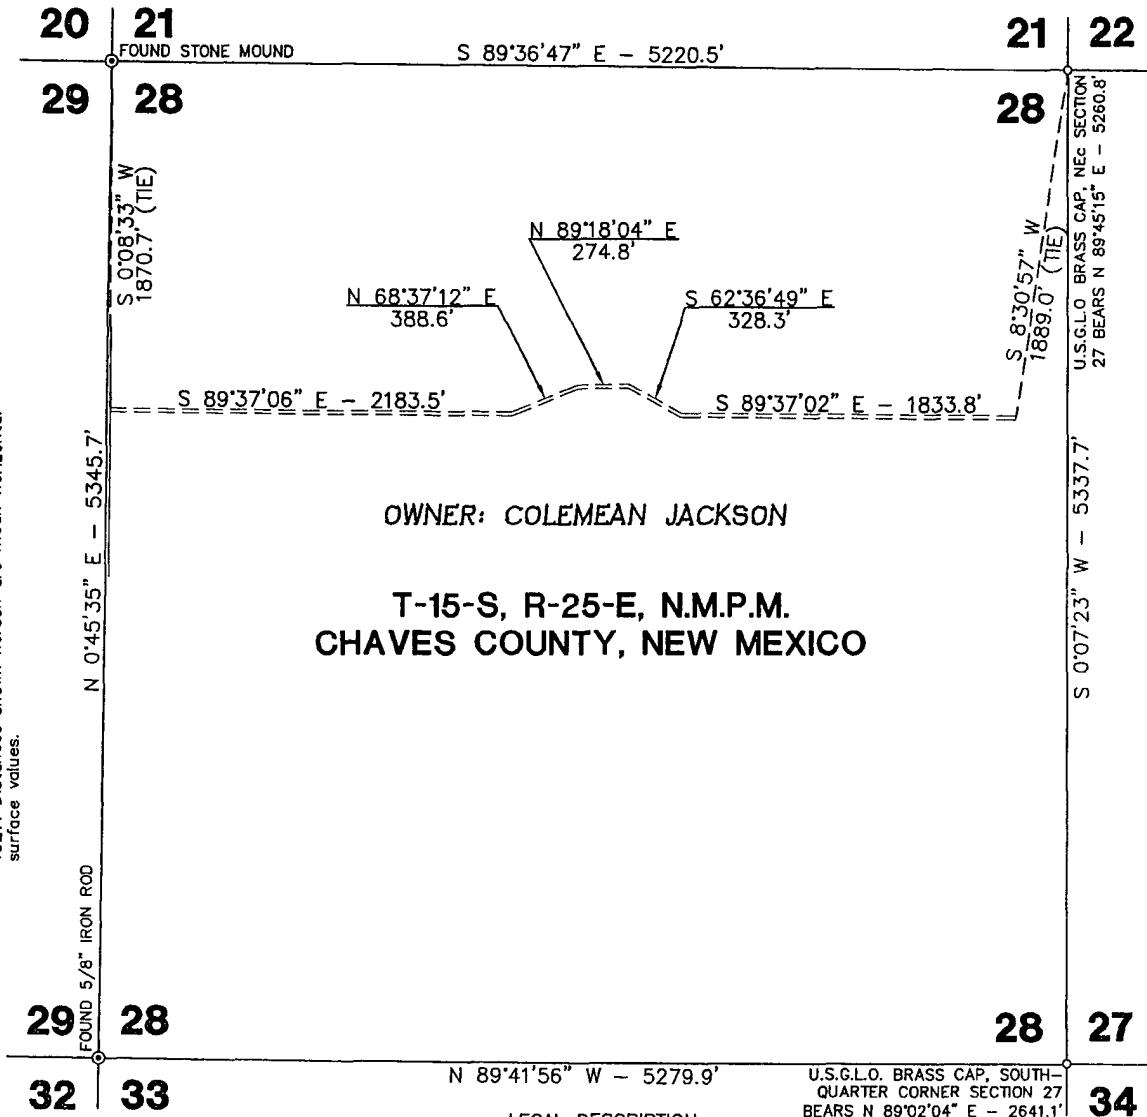 20 21
21 22
FOUND STONE MOUND
S 89°36'47" E - 5220.5'
29 28
28
S 0°08'33" W
1870.7' (TIE)
N 89°18'04" E
274.8'
N 68°37'12" E
388.6'
S 62°36'49" E
328.3'
S 8°30'57" W
1889.0' (TIE)
U.S.G.L.O. BRASS CAP, NEc SECTION
27 BEARS N 89°45'15" E - 5260.8'
S 89°37'06" E - 2183.5'
S 89°37'02" E - 1833.8'
N 0°45'35" E - 5345.7'
S 0°07'23" W - 5337.7'
OWNER: COLEMEAN JACKSON
T-15-S, R-25-E, N.M.P.M.
CHAVES COUNTY, NEW MEXICO
surface values.
FOUND 5/8" IRON ROD
29 28
28 27
N 89°41'56" W - 5279.9'
U.S.G.L.O. BRASS CAP, SOUTH-
QUARTER CORNER SECTION 27
BEARS N 89°02'04" E - 2641.1'
32 33
34
LEGAL DESCRIPTION